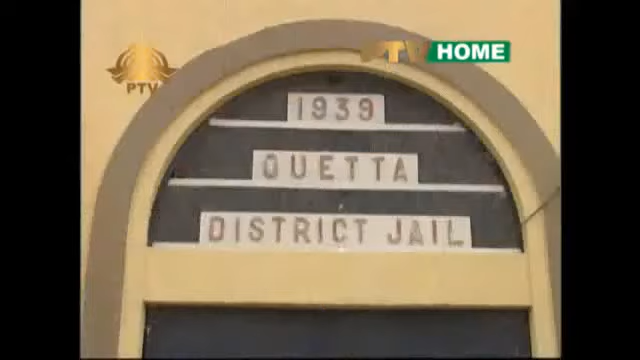 PTV HOME
PTV
1939
QUETTA
DISTRICT JAIL